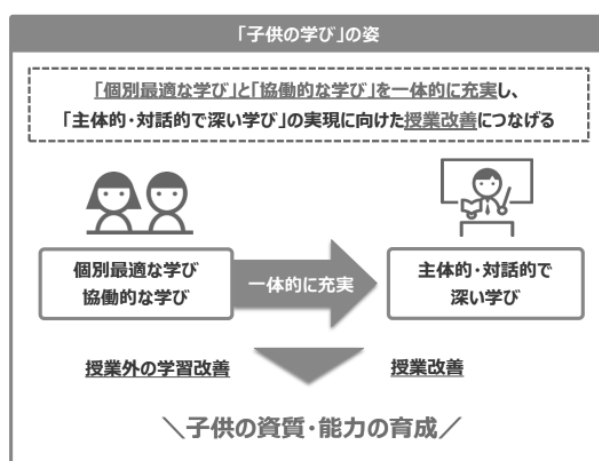 「子供の学び」の姿
「個別最適な学び」と「協働的な学び」を一体的に充実し、
「主体的・対話的で深い学び」の実現に向けた授業改善につなげる
個別最適な学び
協働的な学び
一体的に充実
主体的・対話的で
深い学び
授業外の学習改善
授業改善
＼子供の資質・能力の育成／